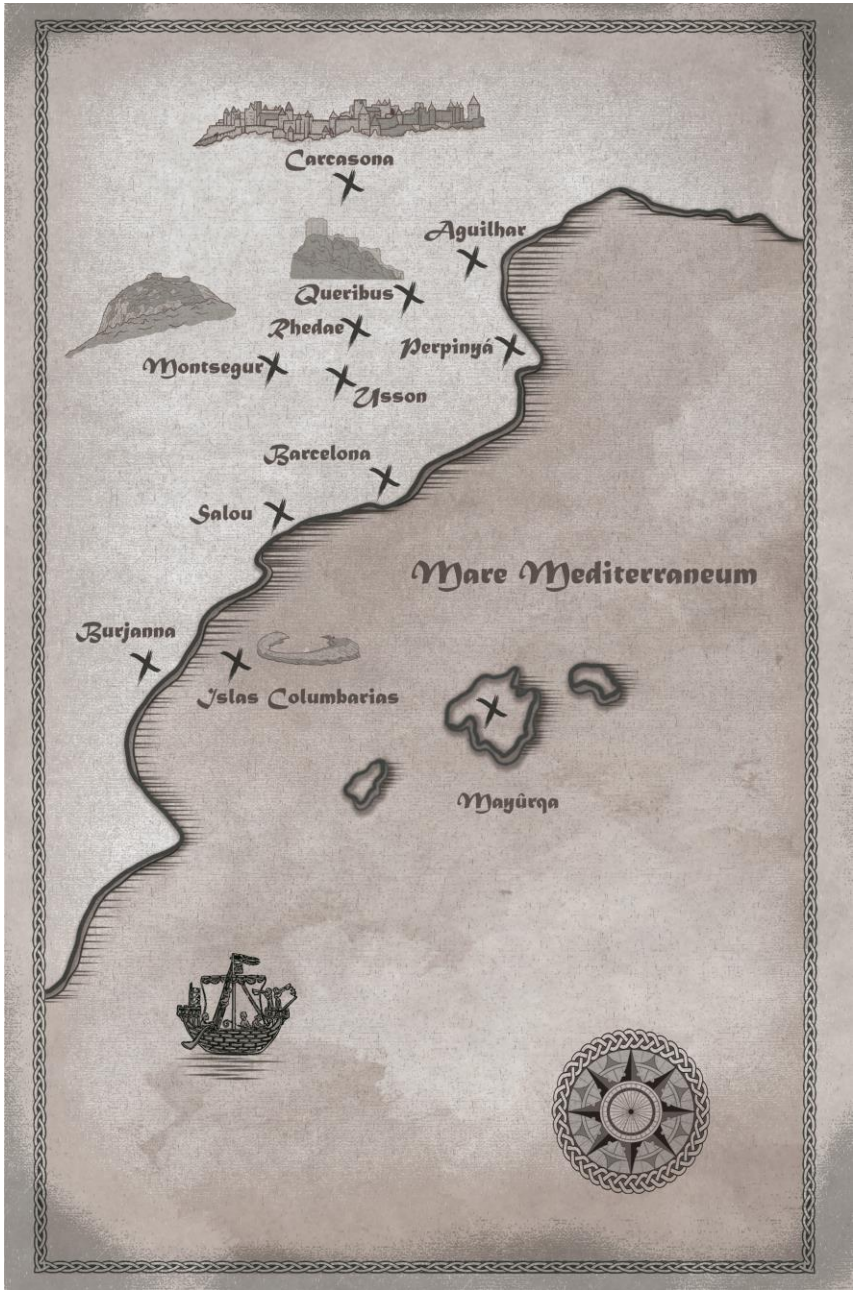 Carcasona
Aguilhar
Queribus
Rhedae
Perpinyá
Montsegur
Usson
Barcelona
Salou
Mare Mediterraneum
Burjanna
Islas Columbarias
Mayûrqa